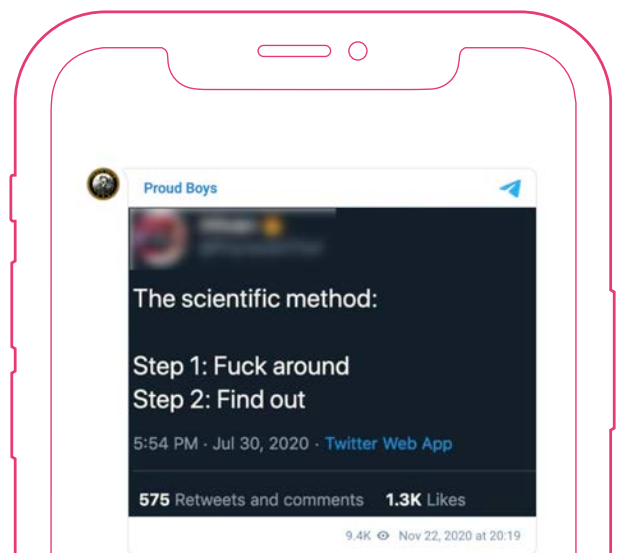 Proud Boys
The scientific method:
Step 1: Fuck around
Step 2: Find out
5:54 PM · Jul 30, 2020 · Twitter Web App
575 Retweets and comments 1.3K Likes
9.4K Nov 22, 2020 at 20:19